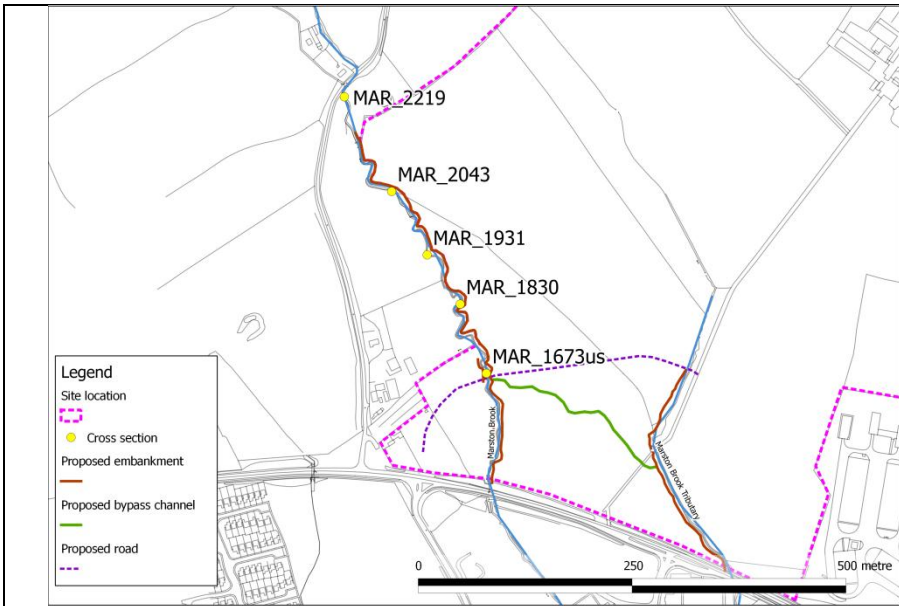 MAR_2219
MAR_2043
MAR_1931
MAR_1830
MAR_1673us
Marston Brook
Marston Brook Tributary
Legend
Site location
Cross section
Proposed embankment
Proposed bypass channel
Proposed road
0 250 500 metre